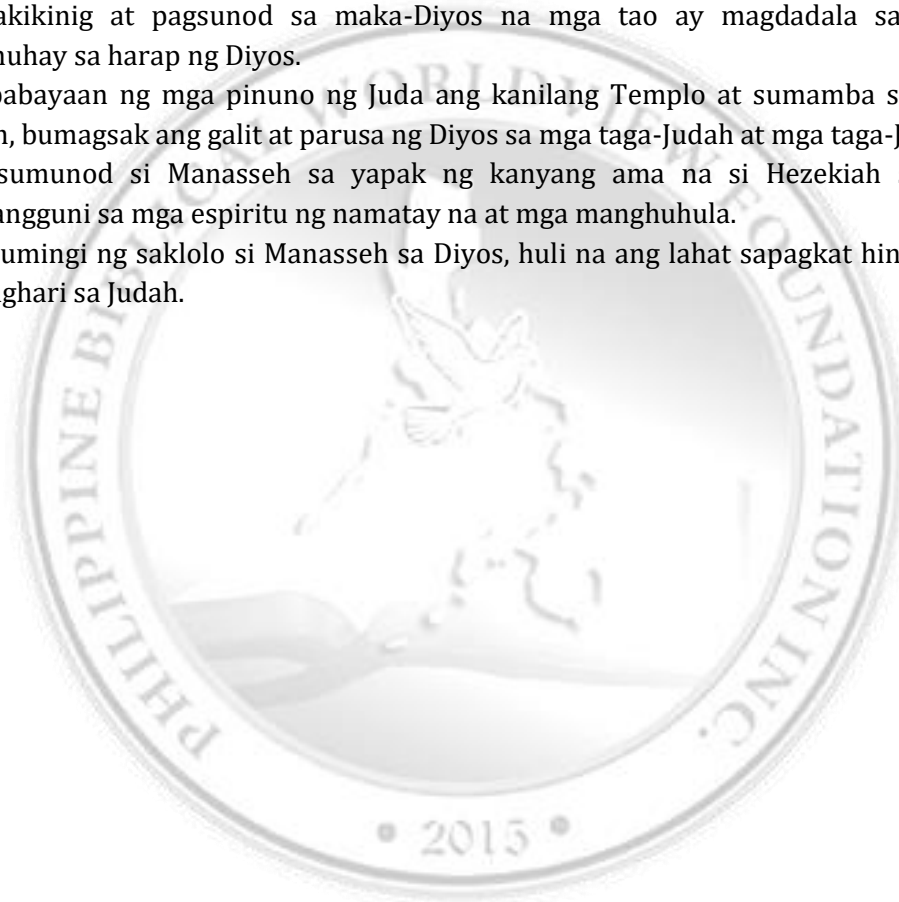 akikinig at pagsunod sa maka-Diyos na mga tao ay magdadala sa
uhay sa harap ng Diyos.
babayaan ng mga pinuno ng Juda ang kanilang Templo at sumamba s
n, bumagsak ang galit at parusa ng Diyos sa mga taga-Judah at mga taga-J
sumunod si Manasseh sa yapak ng kanyang ama na si Hezekiah
angguni sa mga espiritu ng namatay na at mga manghuhula.
umingi ng saklolo si Manasseh sa Diyos, huli na ang lahat sapagkat hin
ghari sa Judah.
PHILIPPINE BIBLICAL WORLDVIEW FOUNDATION INC.
• 2015 •